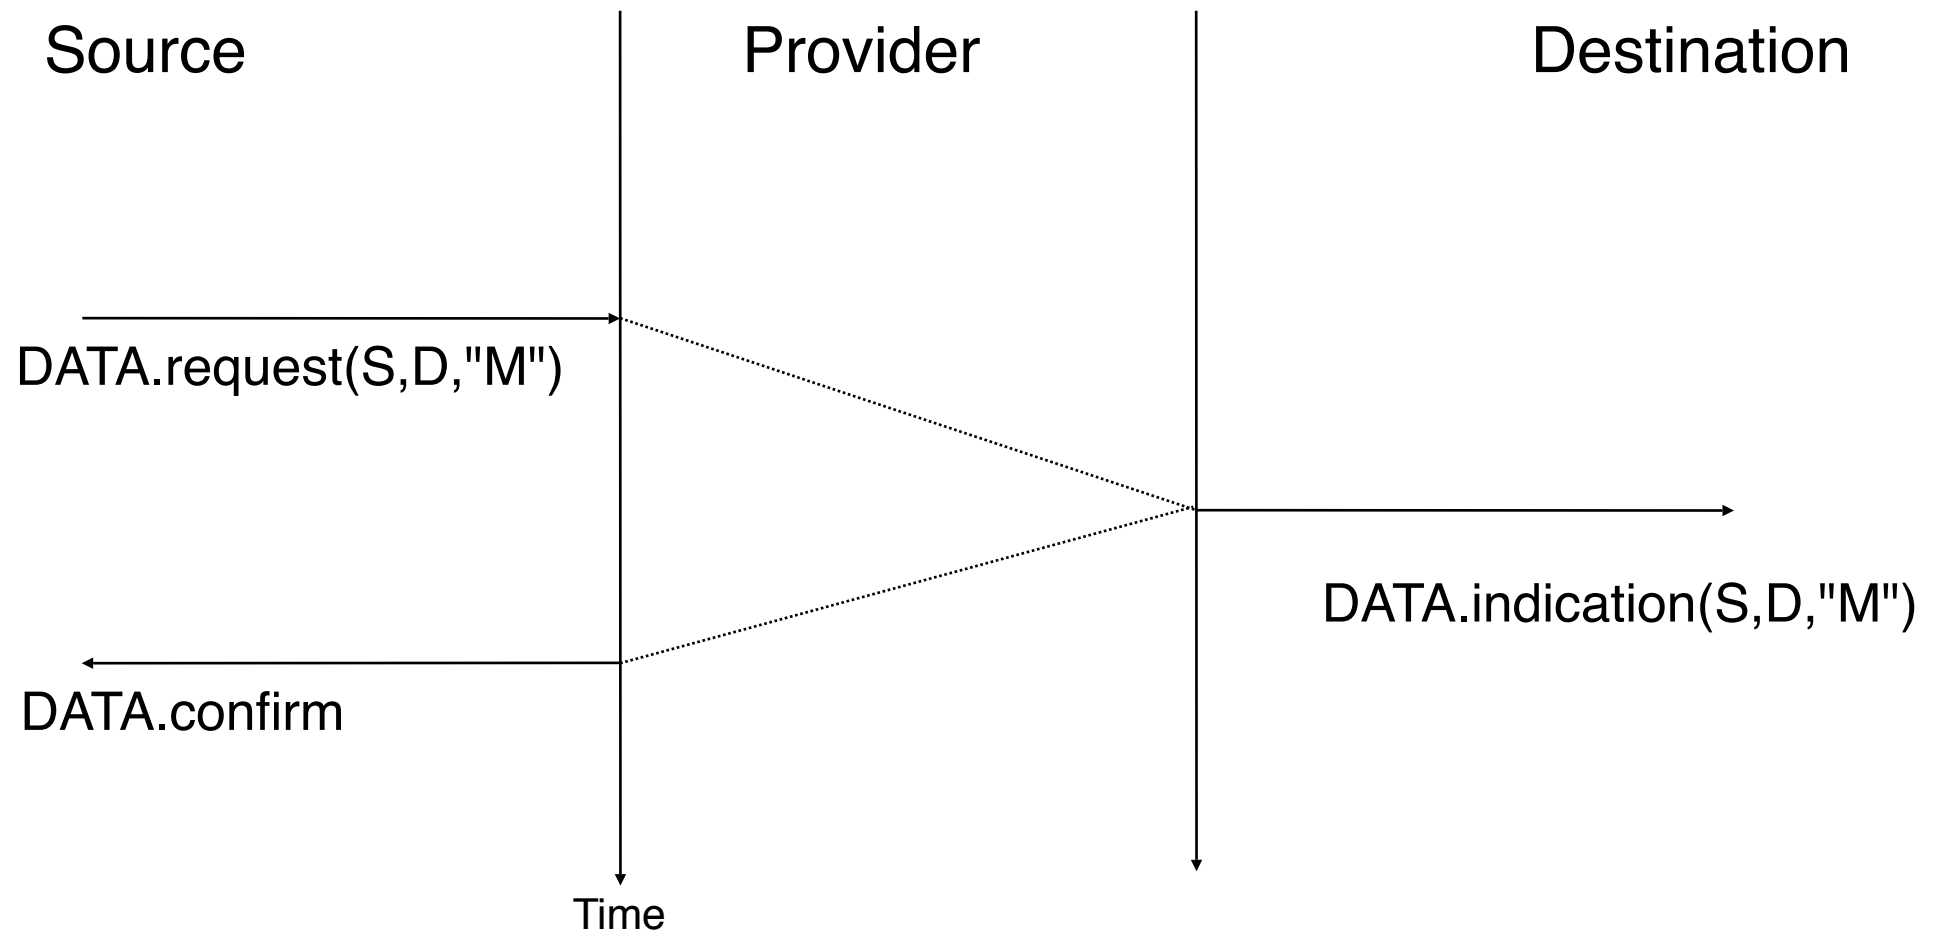 Source
Provider
Destination
DATA.request(S,D,"M")
DATA.indication(S,D,"M")
DATA.confirm
Time